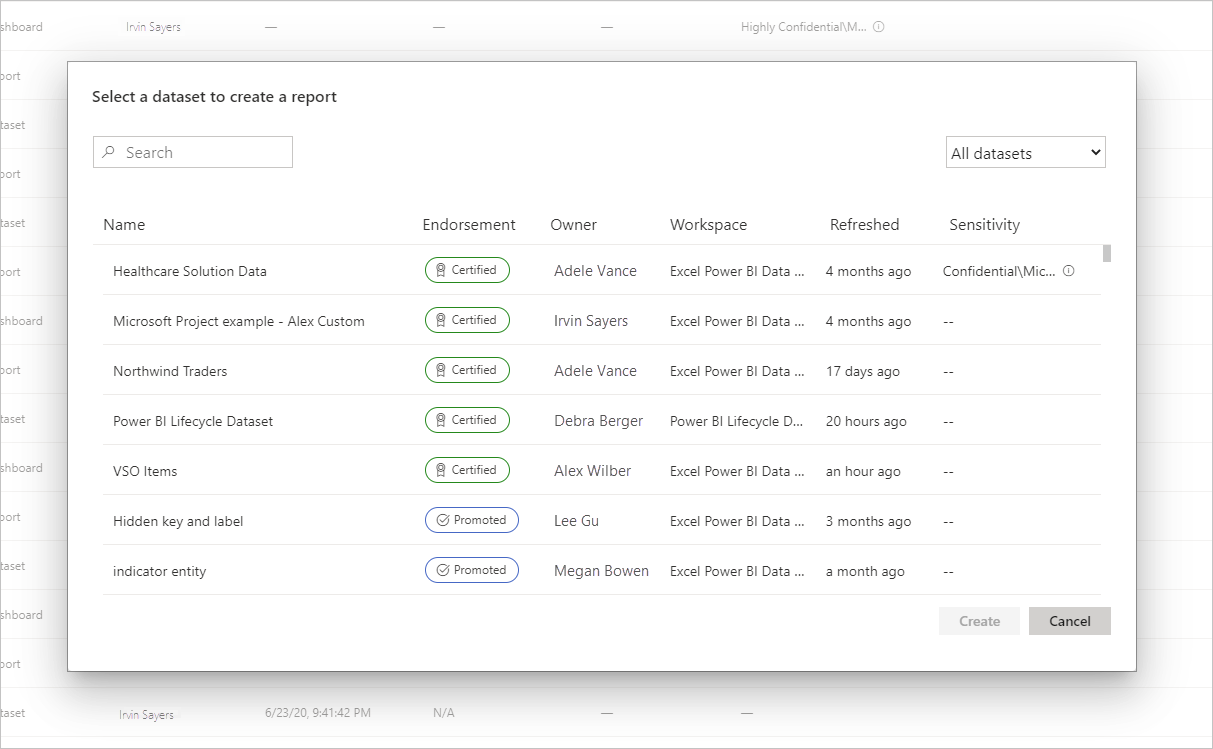 shboard Irvin Sayers — — — Highly Confidential\M...
port
Select a dataset to create a report
taset
Search All datasets
port
taset
Name Endorsement Owner Workspace Refreshed Sensitivity
Healthcare Solution Data Certified Adele Vance Excel Power BI Data ... 4 months ago Confidential\Mic...
port
Microsoft Project example - Alex Custom Certified Irvin Sayers Excel Power BI Data ... 4 months ago --
shboard
Northwind Traders Certified Adele Vance Excel Power BI Data ... 17 days ago --
port
Power BI Lifecycle Dataset Certified Debra Berger Power BI Lifecycle D... 20 hours ago --
taset
VSO Items Certified Alex Wilber Excel Power BI Data ... an hour ago --
shboard
Hidden key and label Promoted Lee Gu Excel Power BI Data ... 3 months ago --
port
indicator entity Promoted Megan Bowen Excel Power BI Data ... a month ago --
taset
shboard
Create Cancel
port
taset Irvin Sayers 6/23/20, 9:41:42 PM N/A — —